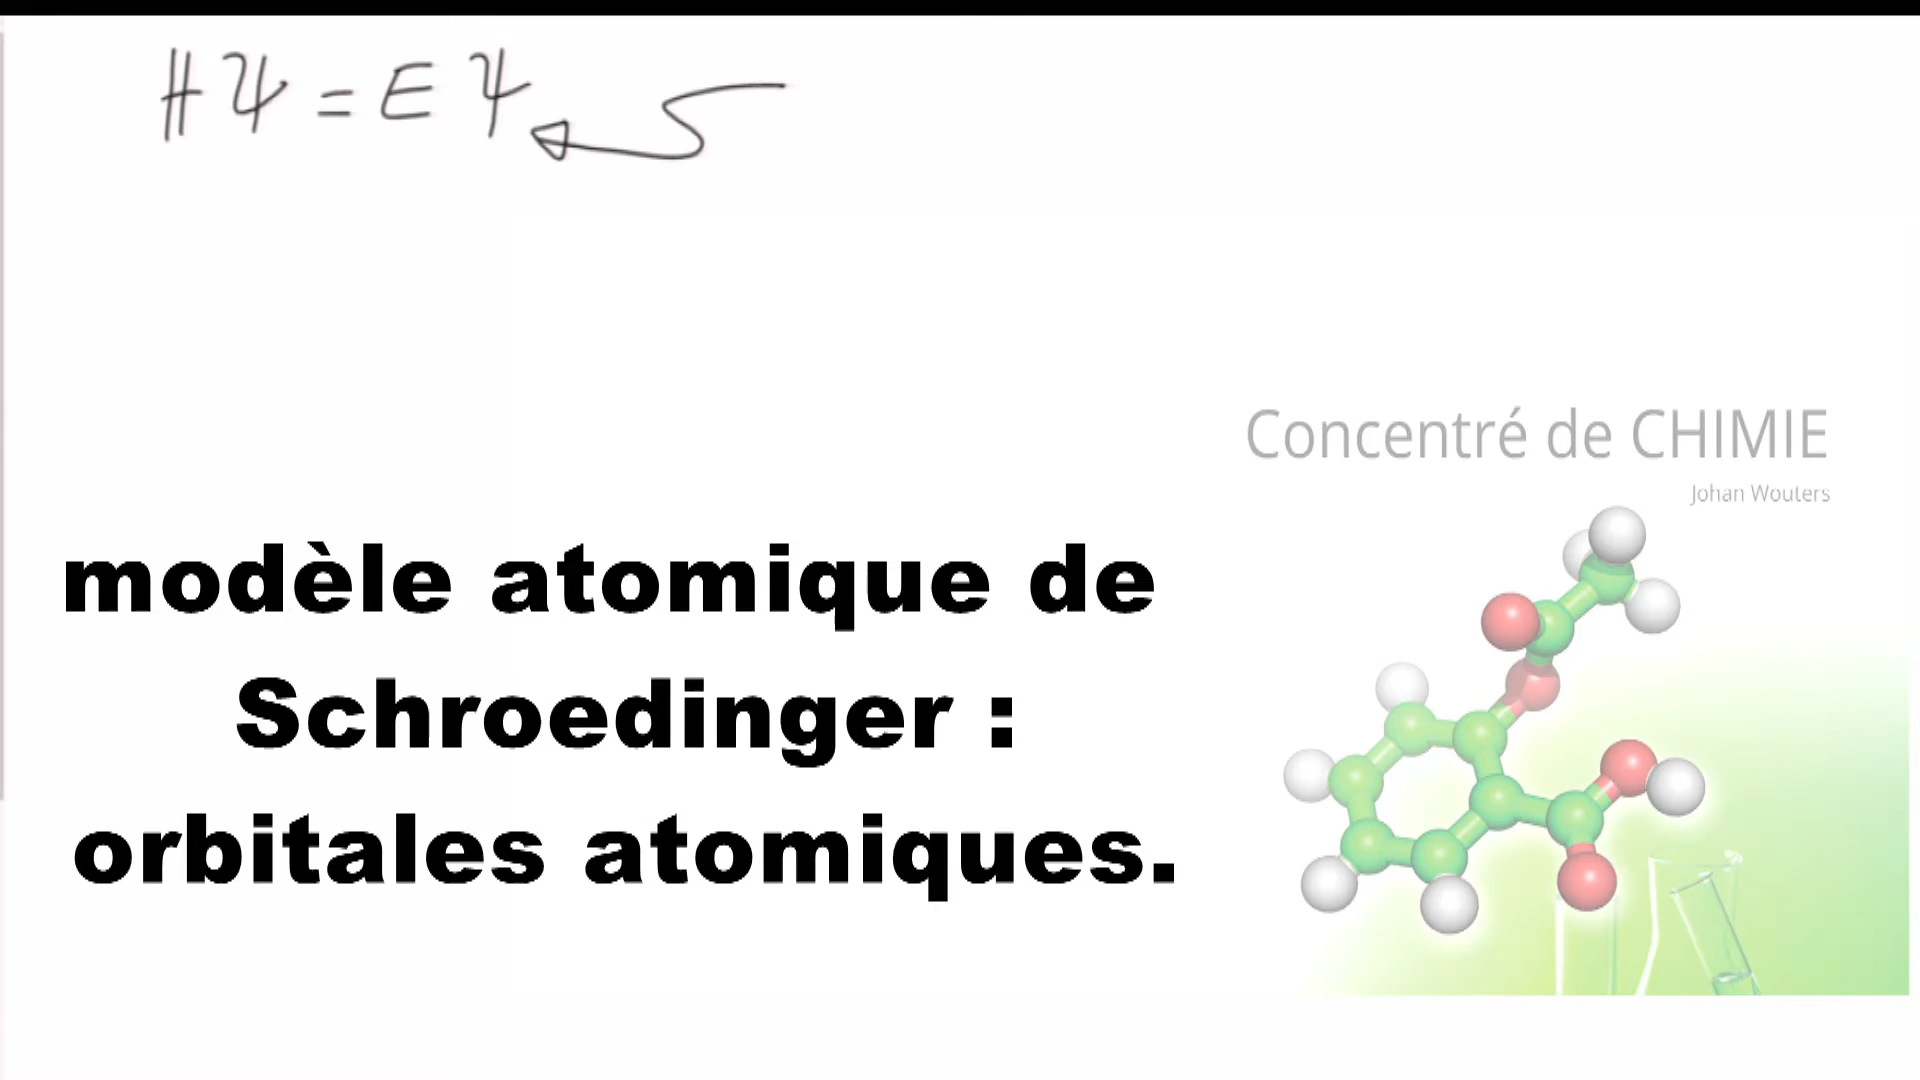 HΨ = EΨ
Concentré de CHIMIE
Johan Wouters
modèle atomique de
Schroedinger :
orbitales atomiques.